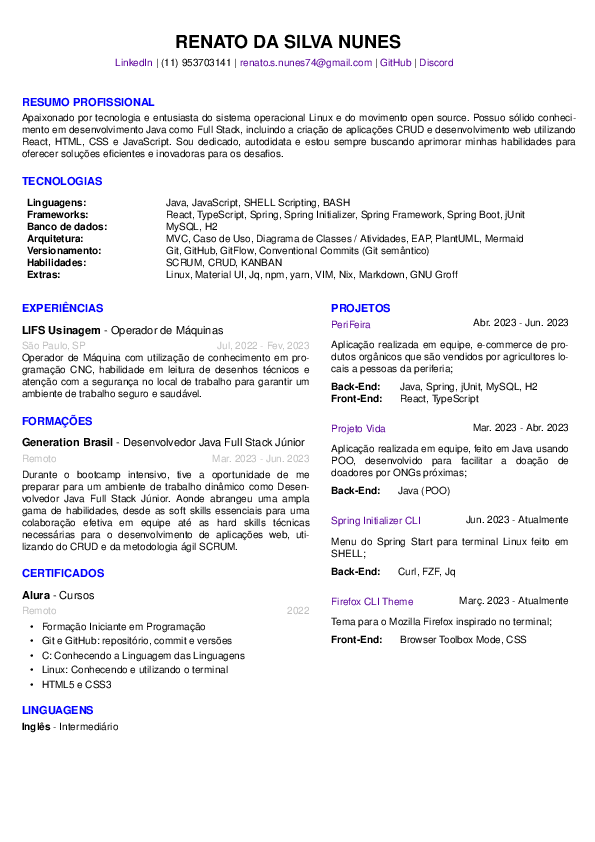 RENATO DA SILVA NUNES
LinkedIn | (11) 953703141 | renato.s.nunes74@gmail.com | GitHub | Discord
RESUMO PROFISSIONAL
Apaixonado por tecnologia e entusiasta do sistema operacional Linux e do movimento open source. Possuo sólido conheci-
mento em desenvolvimento Java como Full Stack, incluindo a criação de aplicações CRUD e desenvolvimento web utilizando
React, HTML, CSS e JavaScript. Sou dedicado, autodidata e estou sempre buscando aprimorar minhas habilidades para
oferecer soluções eficientes e inovadoras para os desafios.
TECNOLOGIAS
Linguagens: Java, JavaScript, SHELL Scripting, BASH
Frameworks: React, TypeScript, Spring, Spring Initializer, Spring Framework, Spring Boot, jUnit
Banco de dados: MySQL, H2
Arquitetura: MVC, Caso de Uso, Diagrama de Classes / Atividades, EAP, PlantUML, Mermaid
Versionamento: Git, GitHub, GitFlow, Conventional Commits (Git semântico)
Habilidades: SCRUM, CRUD, KANBAN
Extras: Linux, Material UI, Jq, npm, yarn, VIM, Nix, Markdown, GNU Groff
EXPERIÊNCIAS
LIFS Usinagem - Operador de Máquinas
São Paulo, SP Jul, 2022 - Fev, 2023
Operador de Máquina com utilização de conhecimento em pro-
gramação CNC, habilidade em leitura de desenhos técnicos e
atenção com a segurança no local de trabalho para garantir um
ambiente de trabalho seguro e saudável.
FORMAÇÕES
Generation Brasil - Desenvolvedor Java Full Stack Júnior
Remoto Mar. 2023 - Jun. 2023
Durante o bootcamp intensivo, tive a oportunidade de me
preparar para um ambiente de trabalho dinâmico como Desen-
volvedor Java Full Stack Júnior. Aonde abrangeu uma ampla
gama de habilidades, desde as soft skills essenciais para uma
colaboração efetiva em equipe até as hard skills técnicas
necessárias para o desenvolvimento de aplicações web, uti-
lizando do CRUD e da metodologia ágil SCRUM.
CERTIFICADOS
Alura - Cursos
Remoto 2022
• Formação Iniciante em Programação
• Git e GitHub: repositório, commit e versões
• C: Conhecendo a Linguagem das Linguagens
• Linux: Conhecendo e utilizando o terminal
• HTML5 e CSS3
LINGUAGENS
Inglês - Intermediário
PROJETOS
PeriFeira Abr. 2023 - Jun. 2023
Aplicação realizada em equipe, e-commerce de pro-
dutos orgânicos que são vendidos por agricultores lo-
cais a pessoas da periferia;
Back-End: Java, Spring, jUnit, MySQL, H2
Front-End: React, TypeScript
Projeto Vida Mar. 2023 - Abr. 2023
Aplicação realizada em equipe, feito em Java usando
POO, desenvolvido para facilitar a doação de
doadores por ONGs próximas;
Back-End: Java (POO)
Spring Initializer CLI Jun. 2023 - Atualmente
Menu do Spring Start para terminal Linux feito em
SHELL;
Back-End: Curl, FZF, Jq
Firefox CLI Theme Març. 2023 - Atualmente
Tema para o Mozilla Firefox inspirado no terminal;
Front-End: Browser Toolbox Mode, CSS